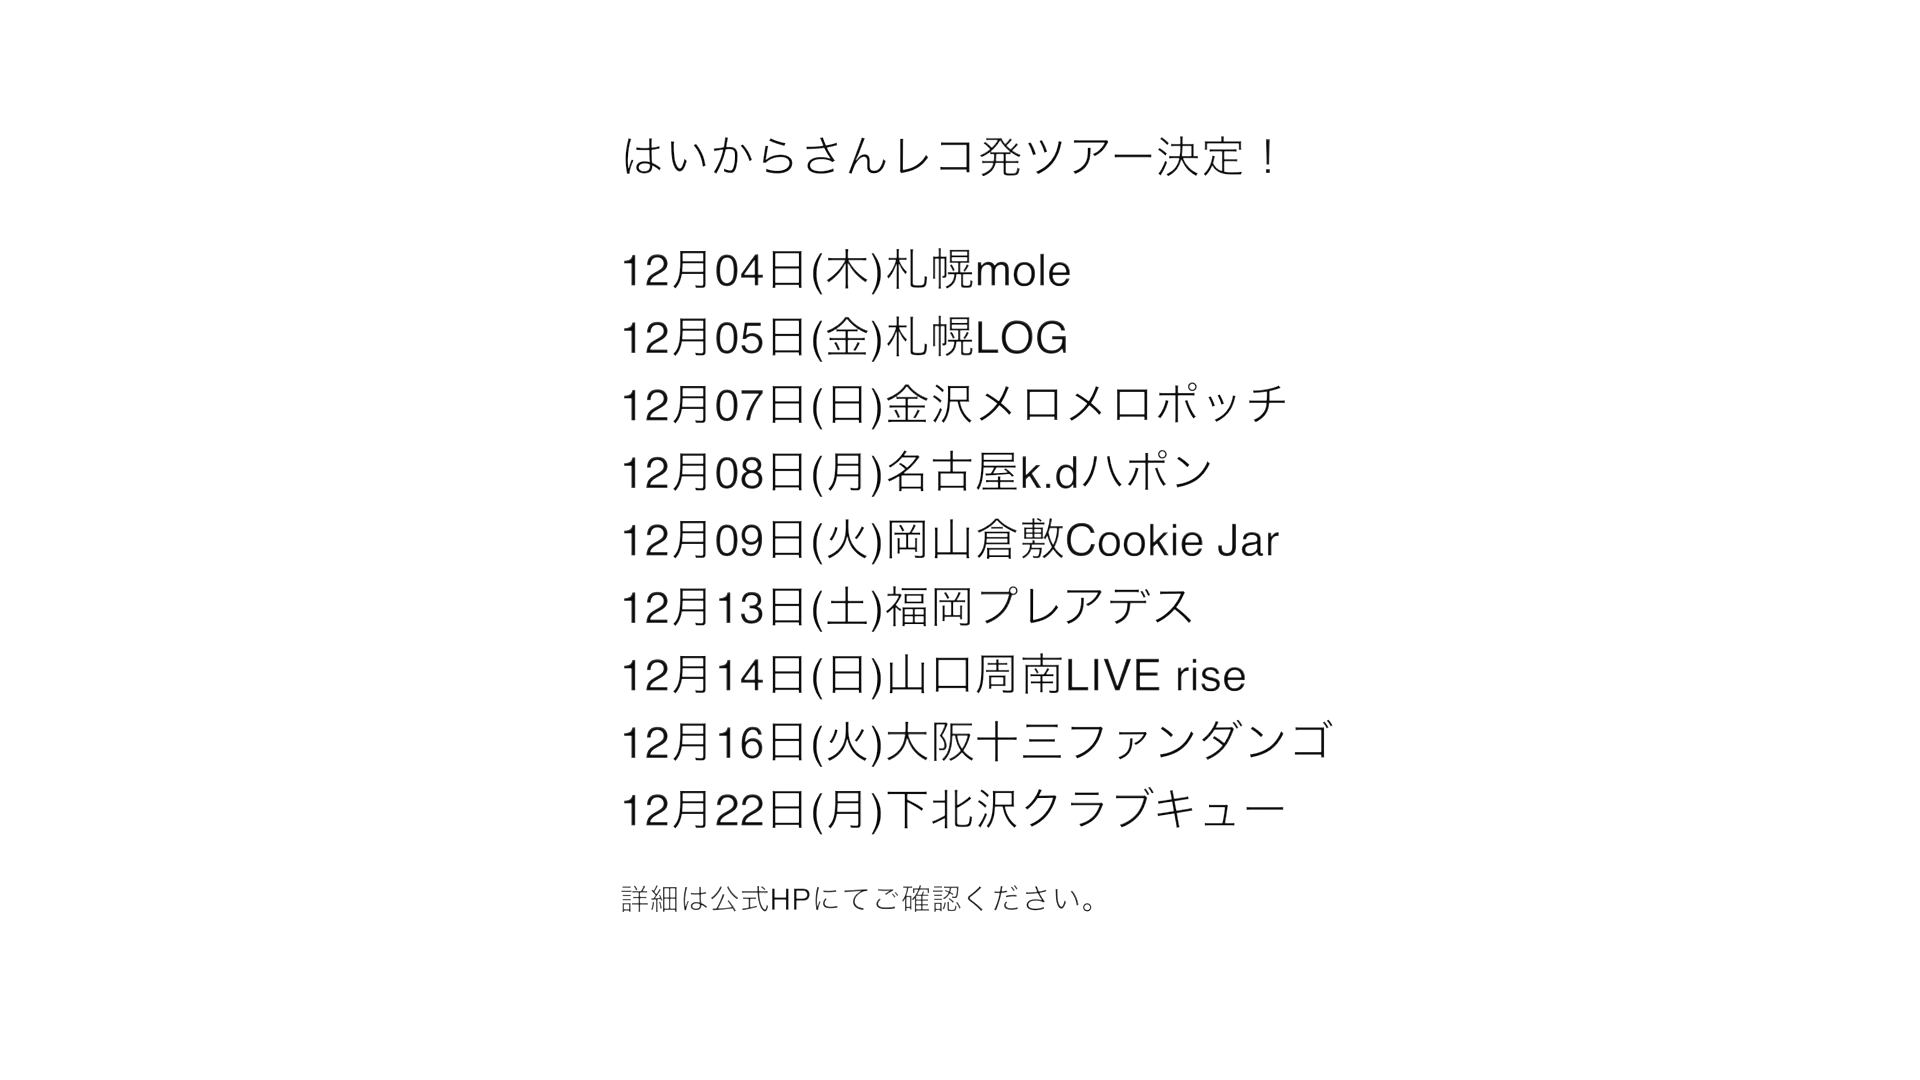 はいからさんレコ発ツアー決定！
12月04日(木)札幌mole
12月05日(金)札幌LOG
12月07日(日)金沢メロメロポッチ
12月08日(月)名古屋k.dハポン
12月09日(火)岡山倉敷Cookie Jar
12月13日(土)福岡プレアデス
12月14日(日)山口周南LIVE rise
12月16日(火)大阪十三ファンダンゴ
12月22日(月)下北沢クラブキュー
詳細は公式HPにてご確認ください。